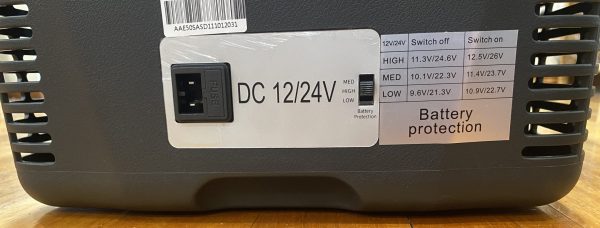 AAE50SASD111012031
FUSE
DC 12/24V
MED
HIGH
LOW
Battery
Protection
12V/24V Switch off Switch on
HIGH 11.3V/24.6V 12.5V/26V
MED 10.1V/22.3V 11.4V/23.7V
LOW 9.6V/21.3V 10.9V/22.7V
Battery
protection